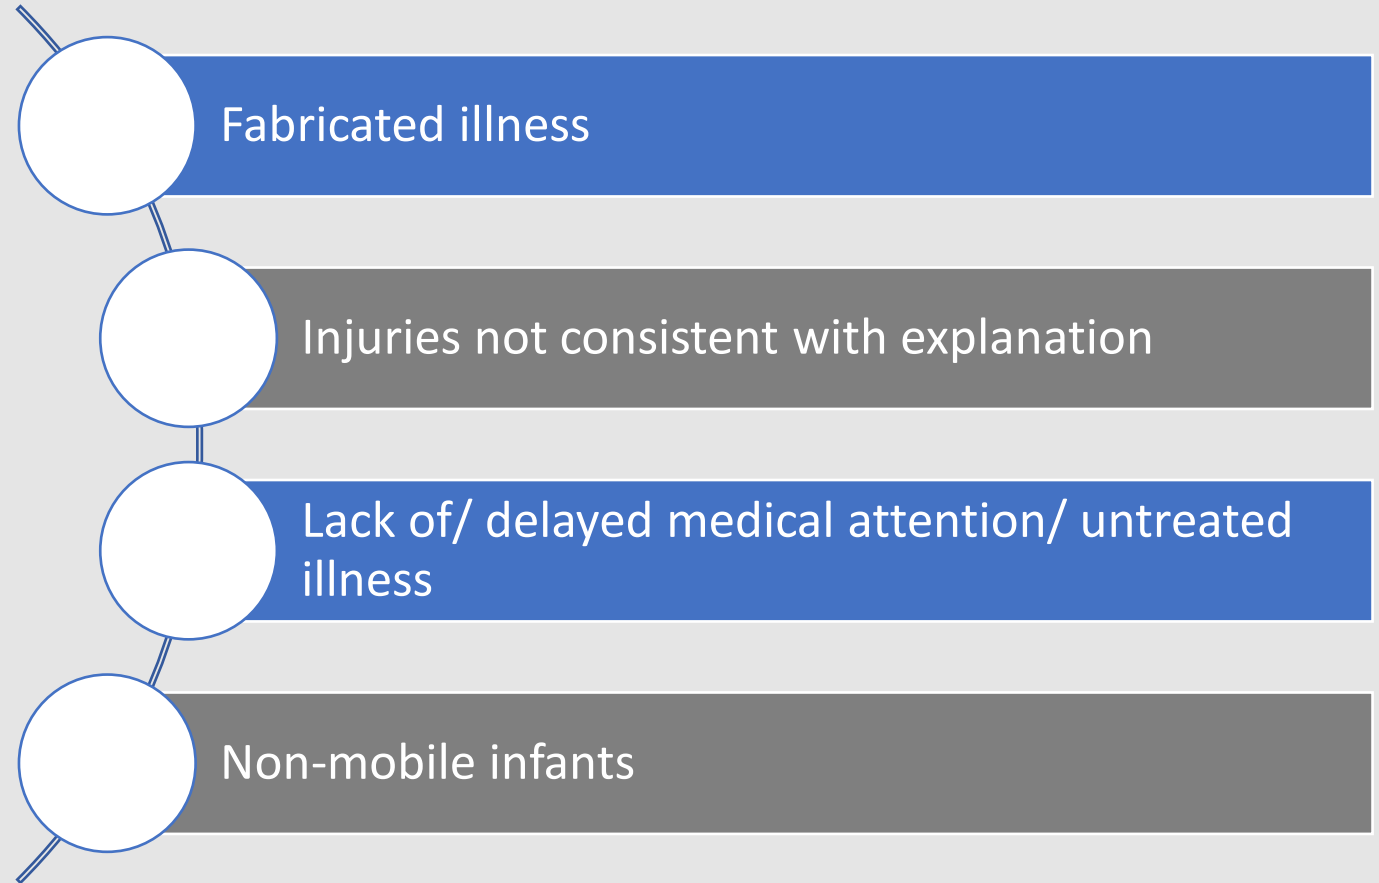 Fabricated illness
Injuries not consistent with explanation
Lack of/ delayed medical attention/ untreated
illness
Non-mobile infants